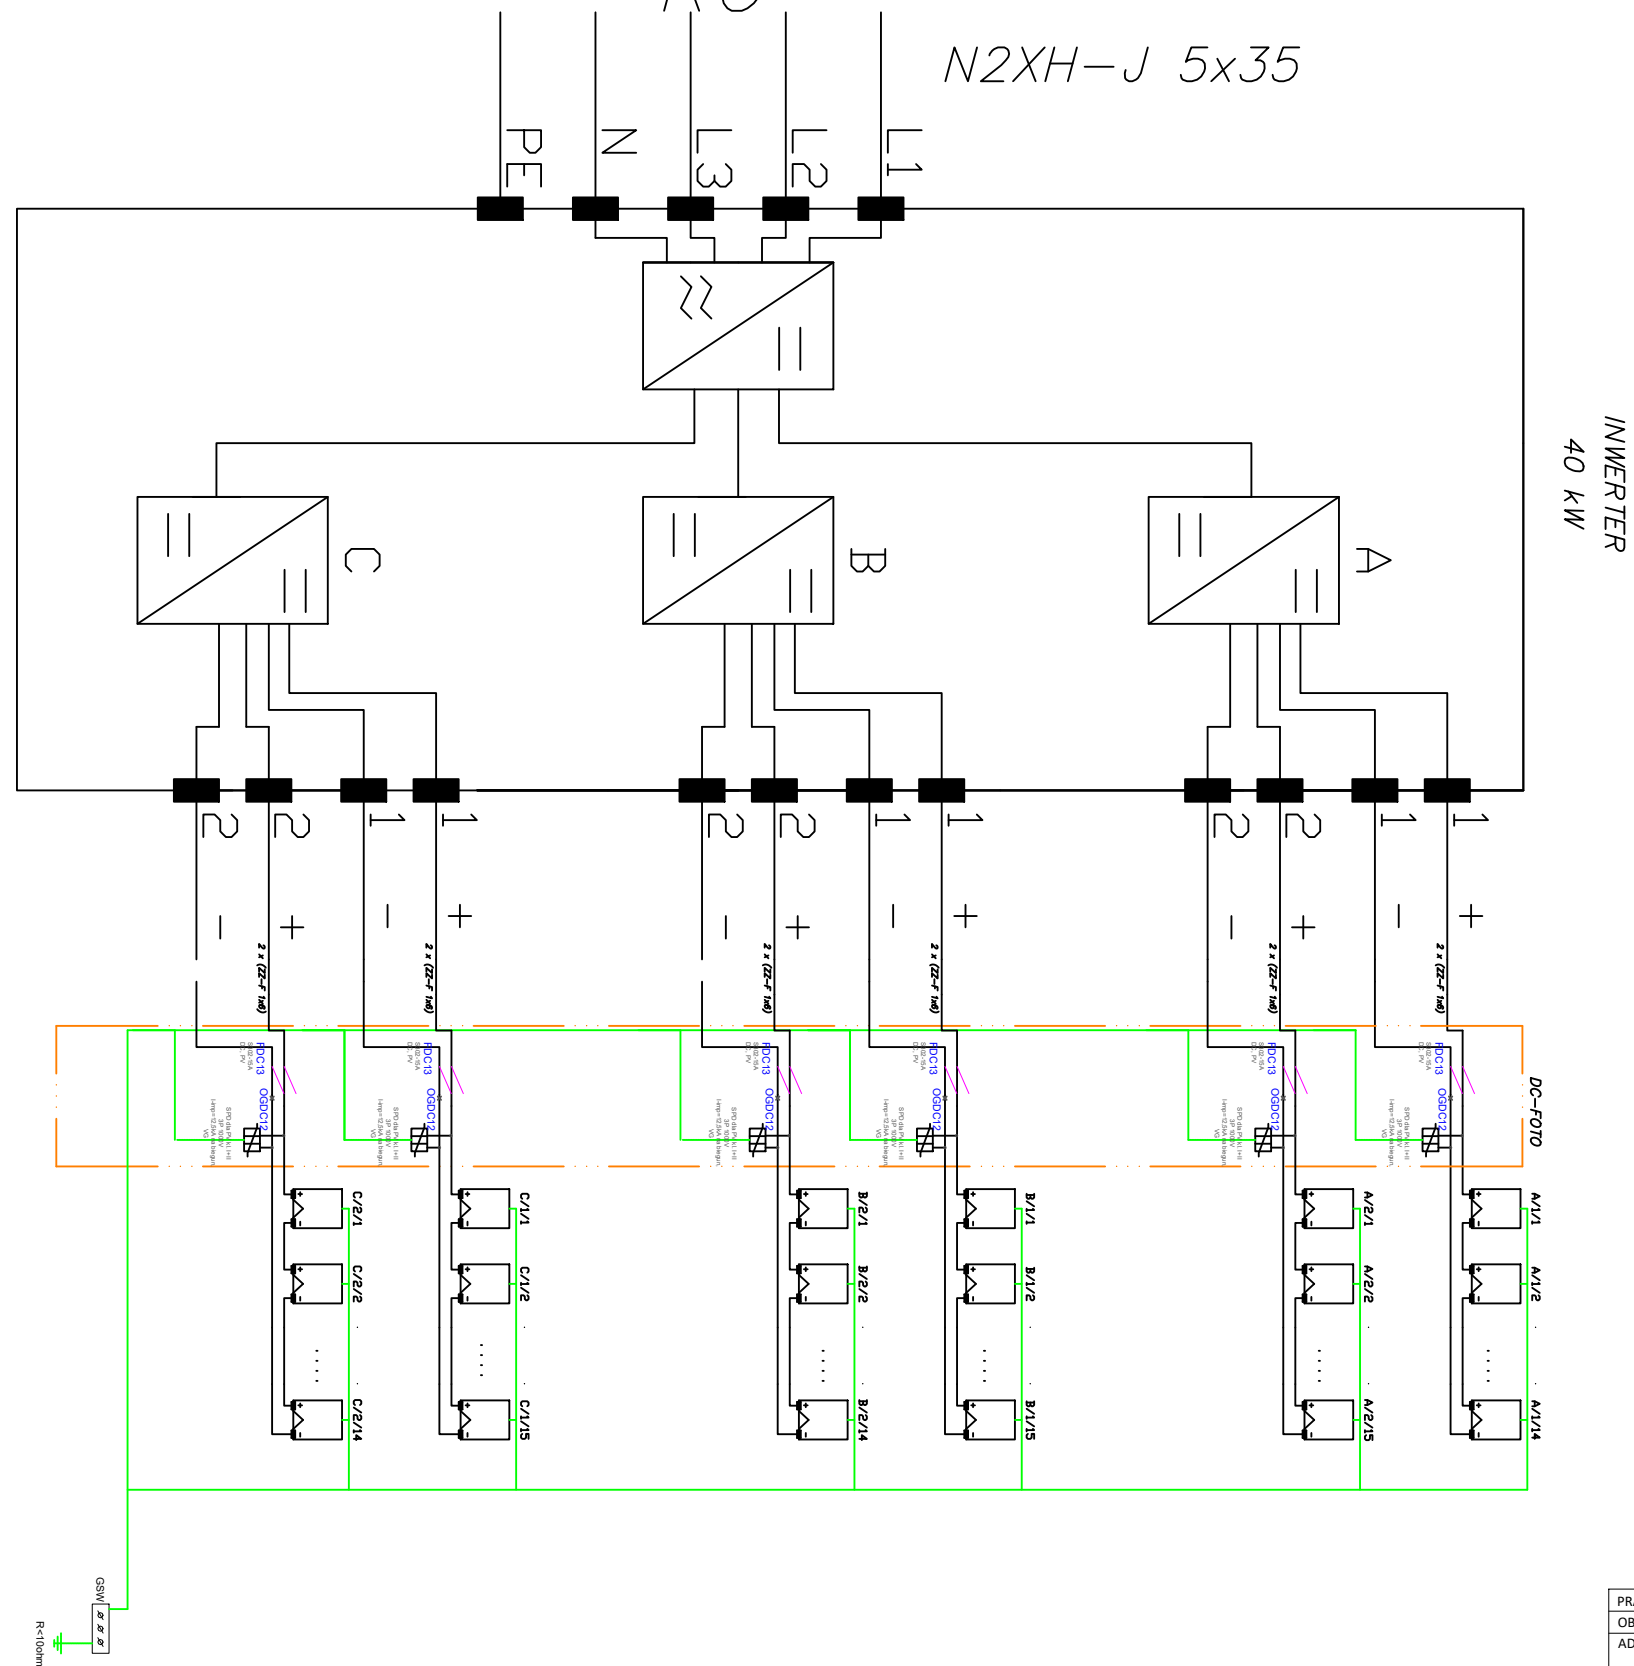 N2XH-J 5x35
PE
N
L3
L2
L1
INWERTER
40 kW
C
B
A
2
2
1
1
2
2
1
1
2
2
1
1
-
+
-
+
-
+
-
+
-
+
-
+
2 x (ZZ-F 1x6)
2 x (ZZ-F 1x6)
2 x (ZZ-F 1x6)
2 x (ZZ-F 1x6)
2 x (ZZ-F 1x6)
2 x (ZZ-F 1x6)
DC-FOTO
FDC13
FDC13
FDC13
FDC13
FDC13
FDC13
OGDC12
OGDC12
OGDC12
OGDC12
OGDC12
OGDC12
C/2/1
C/1/1
B/2/1
B/1/1
A/2/1
A/1/1
C/2/2
C/1/2
B/2/2
B/1/2
A/2/2
A/1/2
C/2/14
C/1/15
B/2/14
B/1/15
A/2/15
A/1/14
GSW
R<10ohm
OB
AD